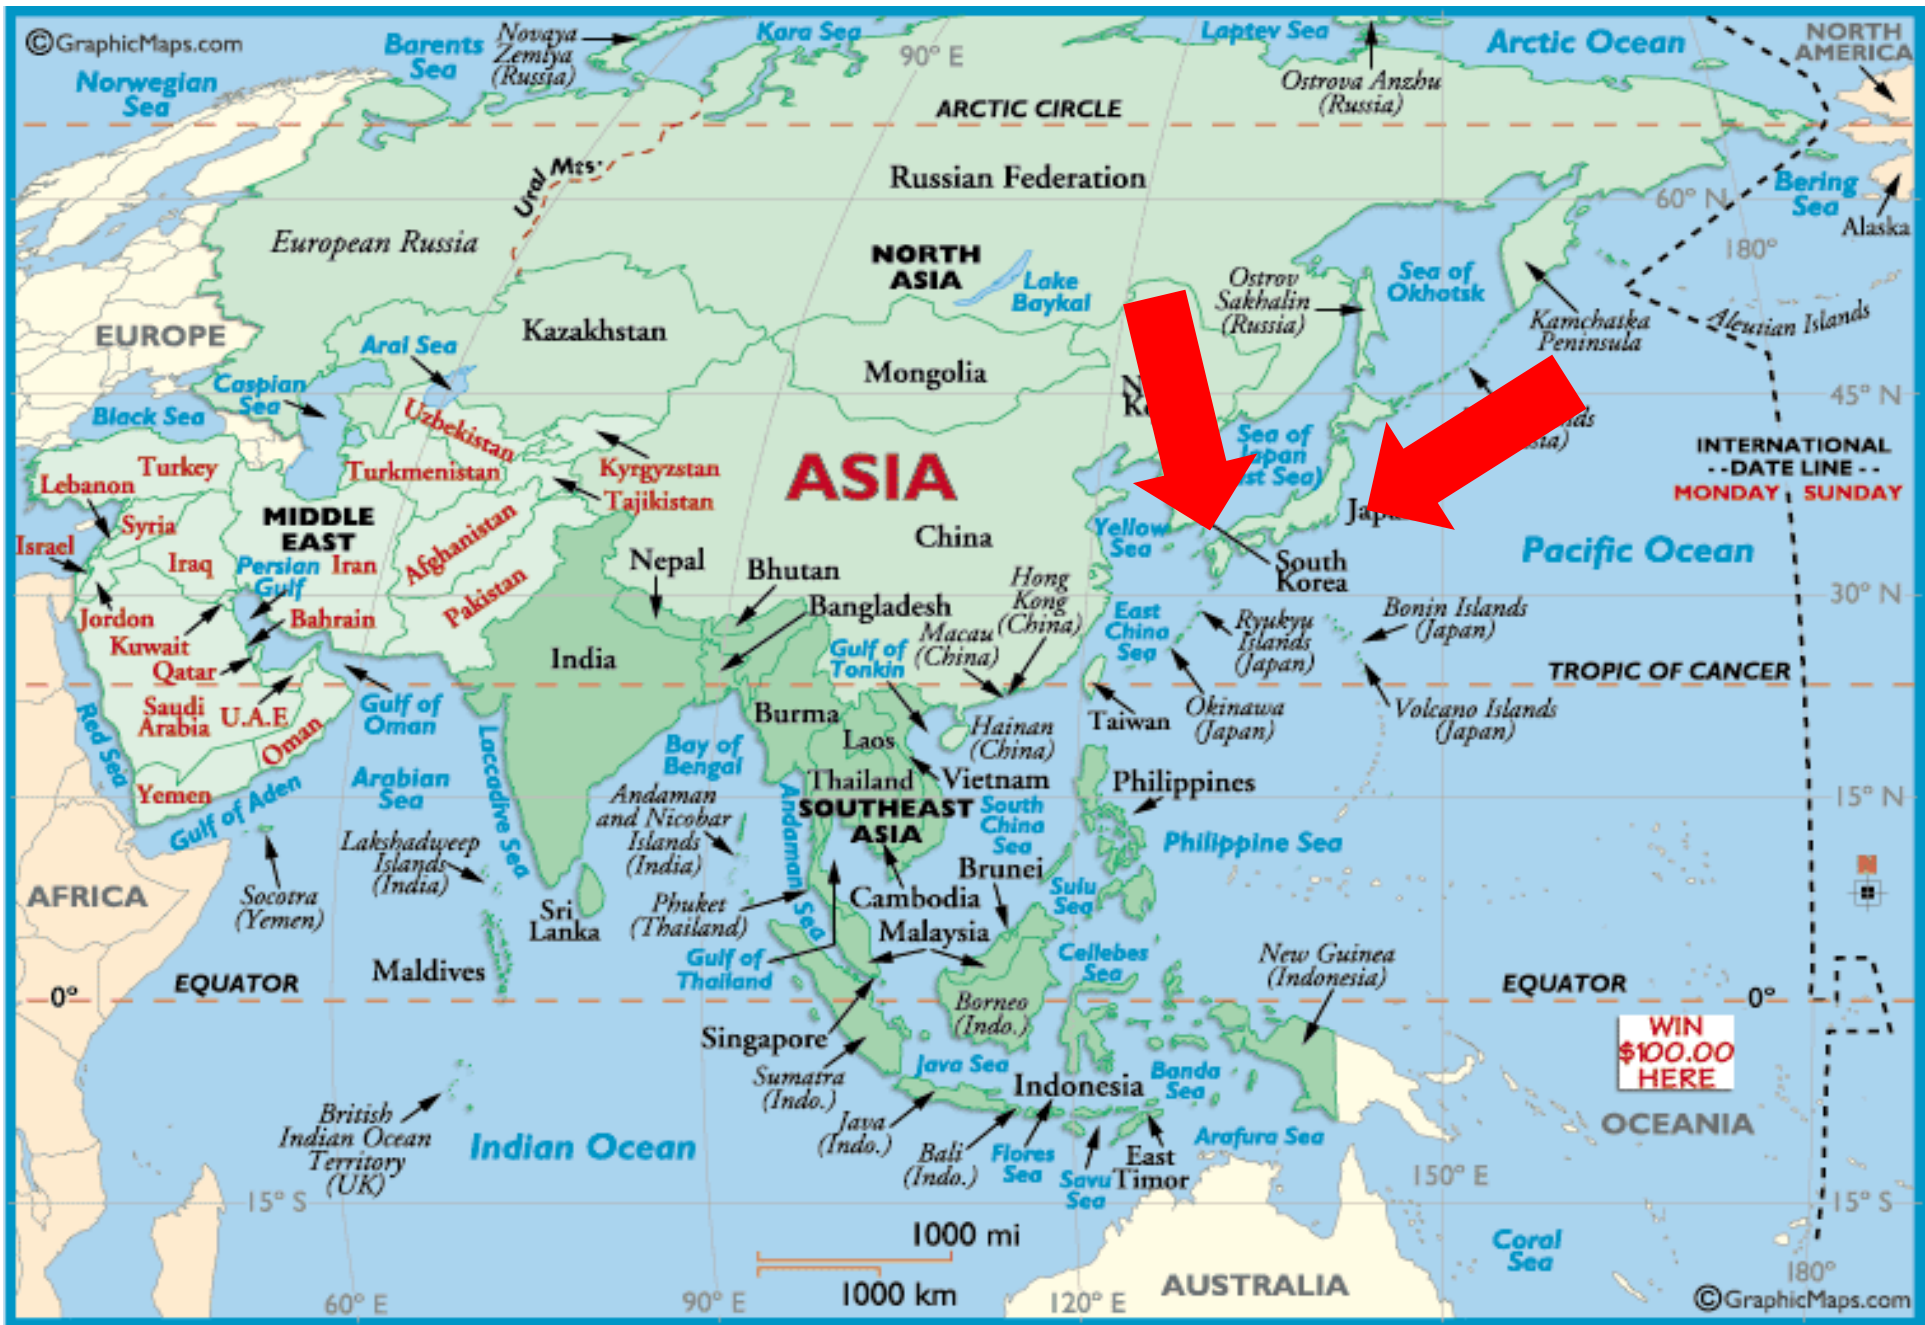 ©GraphicMaps.com
Norwegian
Sea
Barents
Sea
Novaya
Zemlya
(Russia)
Kara Sea
90° E
Laptev Sea
Ostrova Anzhu
(Russia)
Arctic Ocean
NORTH
AMERICA
ARCTIC CIRCLE
Ural Mts.
Russian Federation
60° N
Bering
Sea
Alaska
180°
European Russia
NORTH
ASIA
Lake
Baykal
Ostrov
Sakhalin
(Russia)
Sea of
Okhotsk
Kamchatka
Peninsula
Aleutian Islands
EUROPE
Aral Sea
Kazakhstan
Mongolia
Caspian
Sea
Black Sea
45° N
Uzbekistan
Turkmenistan
Kyrgyzstan
Tajikistan
ASIA
Sea of
Japan
INTERNATIONAL
--DATE LINE--
MONDAY SUNDAY
Turkey
Lebanon
Syria
Israel
Iraq
MIDDLE
EAST
Iran
Persian
Gulf
Afghanistan
Pakistan
Jordon
Kuwait
Bahrain
Qatar
Saudi
Arabia
U.A.E
Oman
Yemen
Red Sea
Gulf of Aden
Gulf of
Oman
China
Yellow
Sea
South
Korea
Pacific Ocean
Nepal
Bhutan
Bangladesh
India
Hong
Kong
(China)
Macau
(China)
Gulf of
Tonkin
East
China
Sea
Ryukyu
Islands
(Japan)
Bonin Islands
(Japan)
30° N
TROPIC OF CANCER
Burma
Laos
Hainan
(China)
Taiwan
Okinawa
(Japan)
Volcano Islands
(Japan)
Arabian
Sea
Laccadive Sea
Bay of
Bengal
Thailand
Vietnam
Philippines
15° N
SOUTHEAST
ASIA
South
China
Sea
Philippine Sea
Andaman
and Nicobar
Islands
(India)
Andaman Sea
Lakshadweep
Islands
(India)
AFRICA
Socotra
(Yemen)
Sri
Lanka
Phuket
(Thailand)
Cambodia
Brunei
Sulu
Sea
N
Gulf of
Thailand
Malaysia
Cellebes
Sea
New Guinea
(Indonesia)
Maldives
EQUATOR
0°
EQUATOR
0°
Borneo
(Indo.)
Singapore
Sumatra
(Indo.)
Java Sea
Indonesia
Banda
Sea
WIN
$100.00
HERE
British
Indian Ocean
Territory
(UK)
Indian Ocean
Java
(Indo.)
Bali
(Indo.)
Flores
Sea
Savu
Sea
East
Timor
Arafura Sea
OCEANIA
15° S
150° E
15° S
1000 mi
1000 km
Coral
Sea
AUSTRALIA
60° E
90° E
120° E
180°
©GraphicMaps.com